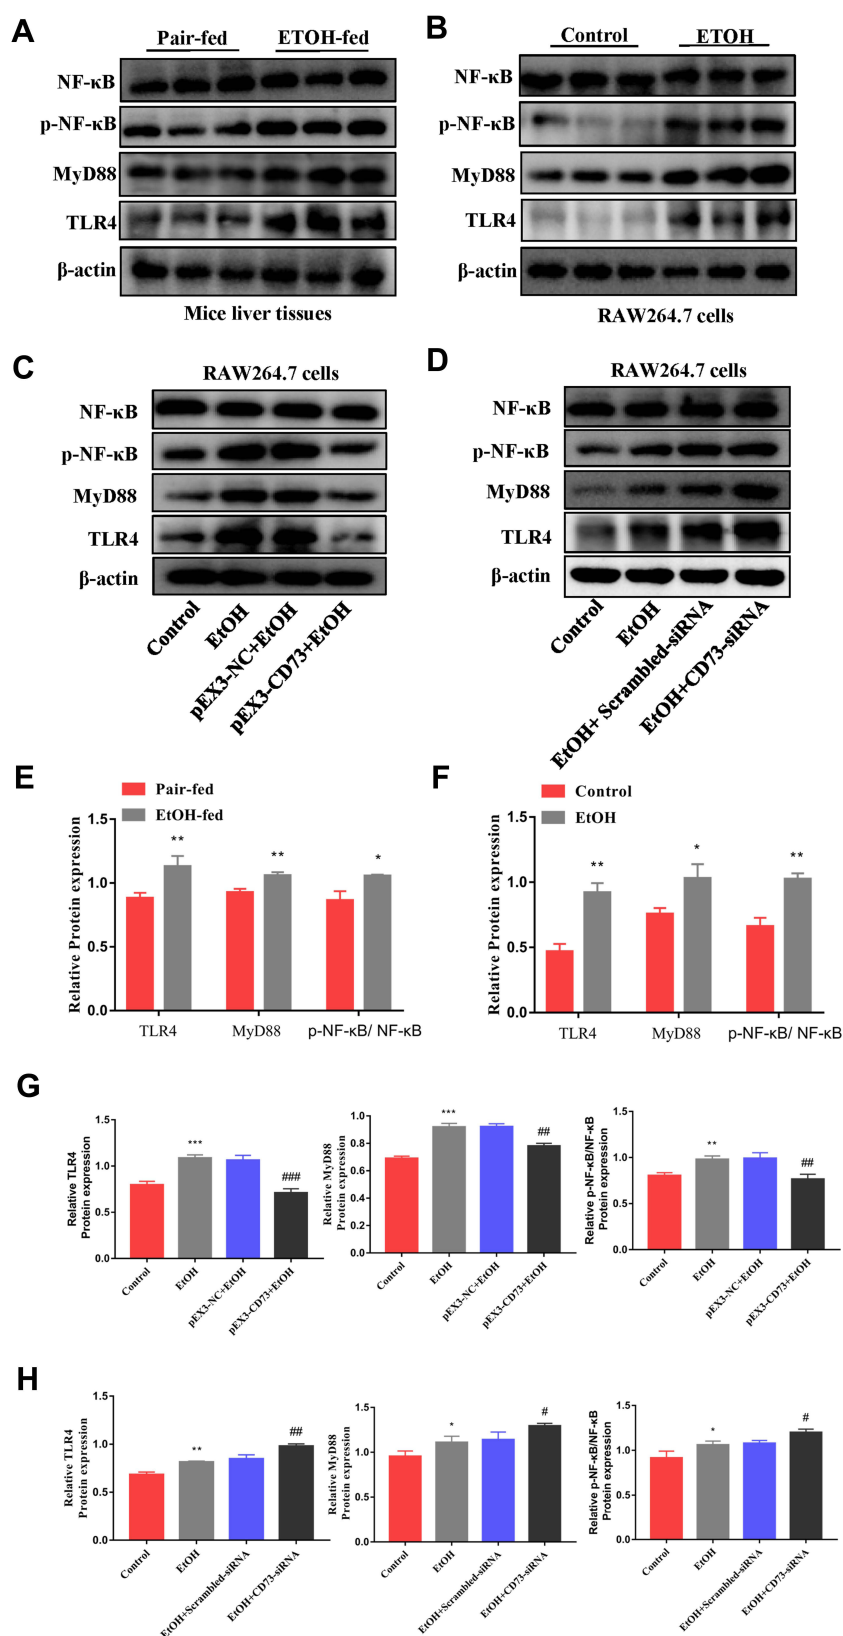 A
Pair-fed ETOH-fed
NF-κB
p-NF-κB
MyD88
TLR4
β-actin
Mice liver tissues
B
Control ETOH
NF-κB
p-NF-κB
MyD88
TLR4
β-actin
RAW264.7 cells
C
RAW264.7 cells
NF-κB
p-NF-κB
MyD88
TLR4
β-actin
Control
EtOH
pEX3-NC+EtOH
pEX3-CD73+EtOH
D
RAW264.7 cells
NF-κB
p-NF-κB
MyD88
TLR4
β-actin
Control
EtOH
EtOH+ Scrambled-siRNA
EtOH+CD73-siRNA
E
Pair-fed
EtOH-fed
Relative Protein expression
1.5
1.0
0.5
0.0
** ** *
TLR4 MyD88 p-NF-κB/ NF-κB
F
Control
EtOH
Relative Protein expression
1.5
1.0
0.5
0.0
** * **
TLR4 MyD88 p-NF-κB/ NF-κB
G
Relative TLR4
Protein expression
1.5
1.0
0.5
0.0
*** ###
Control
EtOH
pEX3-NC+EtOH
pEX3-CD73+EtOH
Relative MyD88
Protein expression
1.0
0.8
0.6
0.4
0.2
0.0
*** ##
Control
EtOH
pEX3-NC+EtOH
pEX3-CD73+EtOH
Relative p-NF-κB/NF-κB
Protein expression
1.5
1.0
0.5
0.0
** ##
Control
EtOH
pEX3-NC+EtOH
pEX3-CD73+EtOH
H
Relative TLR4
Protein expression
1.5
1.0
0.5
0.0
** ##
Control
EtOH
EtOH+Scrambled-siRNA
EtOH+CD73-siRNA
Relative MyD88
Protein expression
1.5
1.0
0.5
0.0
* #
Control
EtOH
EtOH+Scrambled-siRNA
EtOH+CD73-siRNA
Relative p-NF-κB/NF-κB
Protein expression
1.5
1.0
0.5
0.0
* #
Control
EtOH
EtOH+Scrambled-siRNA
EtOH+CD73-siRNA